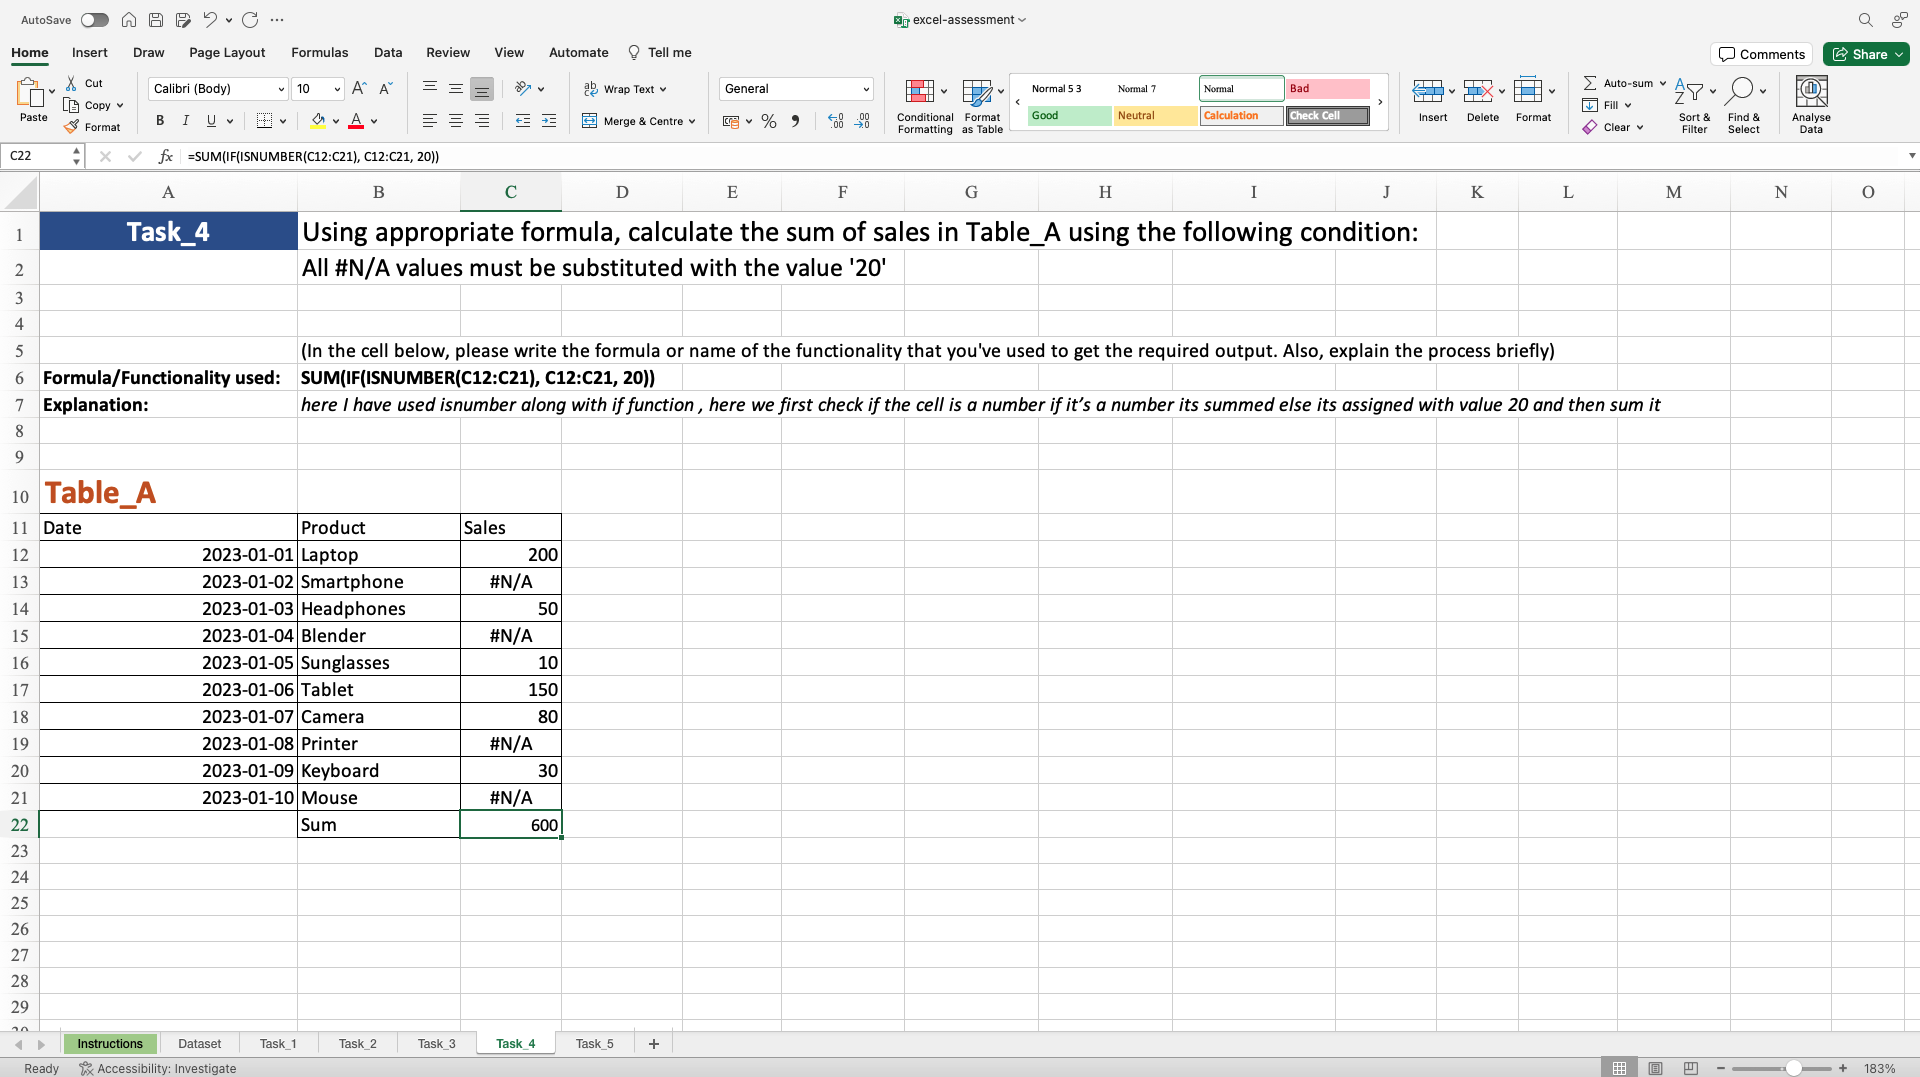 AutoSave excel-assessment
Home Insert Draw Page Layout Formulas Data Review View Automate Tell me Comments Share
Paste Cut Copy Format
Calibri (Body) 10 A^ A
B I U A
ab Wrap Text
Merge & Centre
General
% 9 .00 .00
Conditional Formatting
Format as Table
Normal 5 3 Normal 7 Normal Bad
Good Neutral Calculation Check Cell
Insert Delete Format
Auto-sum
Fill
Clear
Sort & Filter
Find & Select
Analyse Data
C22 fx =SUM(IF(ISNUMBER(C12:C21), C12:C21, 20))
A B C D E F G H I J K L M N O
1 Task_4 Using appropriate formula, calculate the sum of sales in Table_A using the following condition:
2 All #N/A values must be substituted with the value '20'
3
4
5 (In the cell below, please write the formula or name of the functionality that you've used to get the required output. Also, explain the process briefly)
6 Formula/Functionality used: SUM(IF(ISNUMBER(C12:C21), C12:C21, 20))
7 Explanation: here I have used isnumber along with if function , here we first check if the cell is a number if it’s a number its summed else its assigned with value 20 and then sum it
8
9
10 Table_A
11 Date Product Sales
12 2023-01-01 Laptop 200
13 2023-01-02 Smartphone #N/A
14 2023-01-03 Headphones 50
15 2023-01-04 Blender #N/A
16 2023-01-05 Sunglasses 10
17 2023-01-06 Tablet 150
18 2023-01-07 Camera 80
19 2023-01-08 Printer #N/A
20 2023-01-09 Keyboard 30
21 2023-01-10 Mouse #N/A
22 Sum 600
23
24
25
26
27
28
29
Instructions Dataset Task_1 Task_2 Task_3 Task_4 Task_5 +
Ready Accessibility: Investigate − + 183%